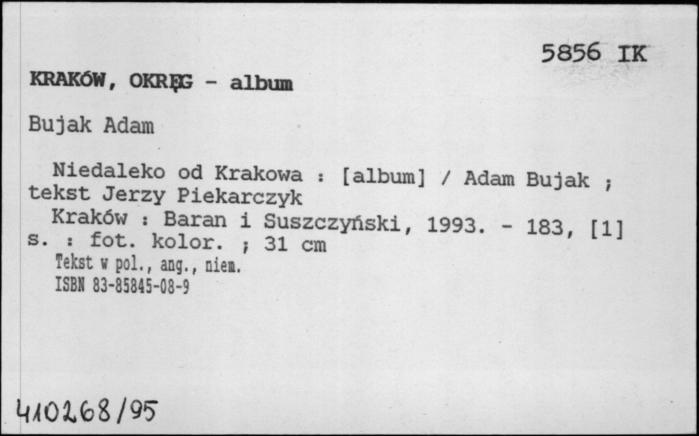 5856 IK
KRAKÓW, OKRĘG - album
Bujak Adam
Niedaleko od Krakowa : [album] / Adam Bujak ;
tekst Jerzy Piekarczyk
Kraków : Baran i Suszczyński, 1993. - 183, [1]
s. : fot. kolor. ; 31 cm
Tekst w pol., ang., niem.
ISBN 83-85845-08-9
410268/95